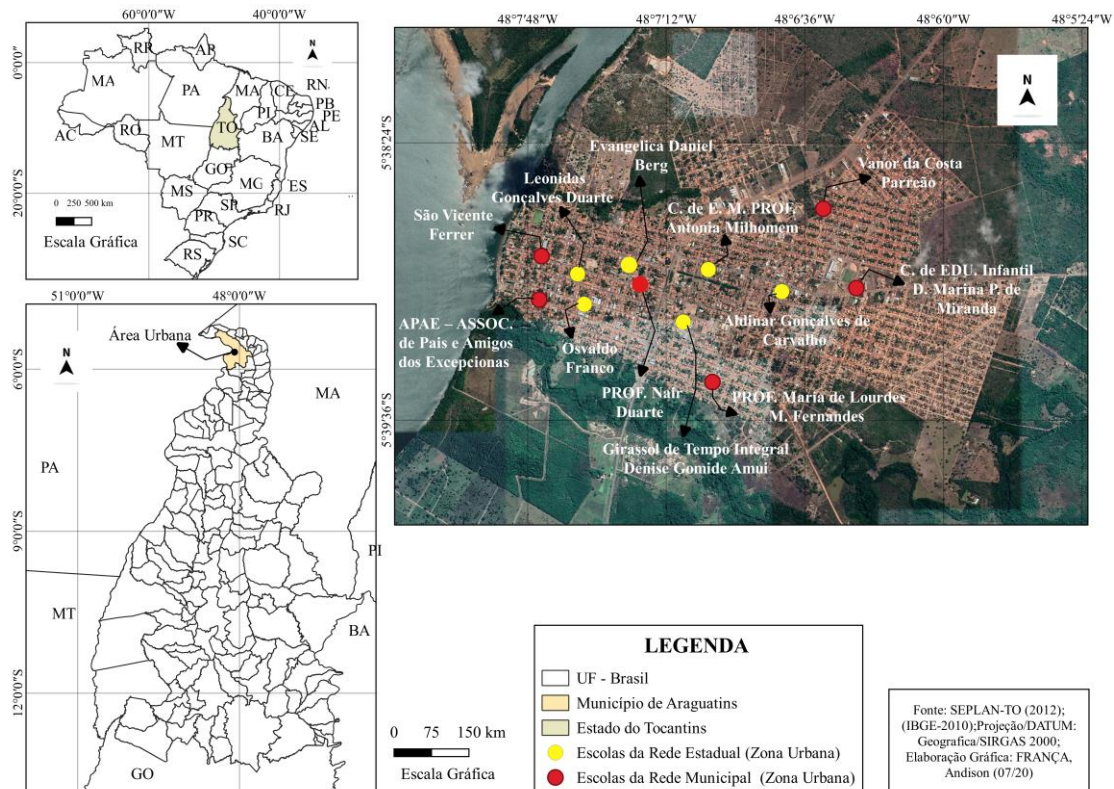 60°0'0"W
40°0'0"W
0°0'0"
20°0'0"S
N
RR
AP
MA
PA
MA
CE
RN
PB
PE
AL
SE
PI
TO
AC
RO
MT
BA
GO
MG
ES
MS
SP
RJ
PR
SC
RS
0 250 500 km
Escala Gráfica
51°0'0"W
48°0'0"W
6°0'0"S
9°0'0"S
12°0'0"S
Área Urbana
N
MA
PA
PI
MT
BA
GO
0 75 150 km
Escala Gráfica
48°7'48"W
48°7'12"W
48°6'36"W
48°6'0"W
48°5'24"W
5°38'24"S
5°39'36"S
N
Evangelica Daniel
Berg
Leonidas
Gonçalves Duarte
Vanor da Costa
Parreão
São Vicente
Ferrer
C. de E. M. PROF.
Antonia Milhomem
C. de EDU. Infantil
D. Marina P. de
Miranda
APAE – ASSOC.
de Pais e Amigos
dos Excepcionas
Osvaldo
Franco
Aldinar Gonçalves de
Carvalho
PROF. Nair
Duarte
PROF. Maria de Lourdes
M. Fernandes
Girassol de Tempo Integral
Denise Gomide Amui
LEGENDA
UF - Brasil
Município de Araguatins
Estado do Tocantins
Escolas da Rede Estadual (Zona Urbana)
Escolas da Rede Municipal (Zona Urbana)
Fonte: SEPLAN-TO (2012);
(IBGE-2010);Projeção/DATUM:
Geografica/SIRGAS 2000;
Elaboração Gráfica: FRANÇA,
Andison (07/20)